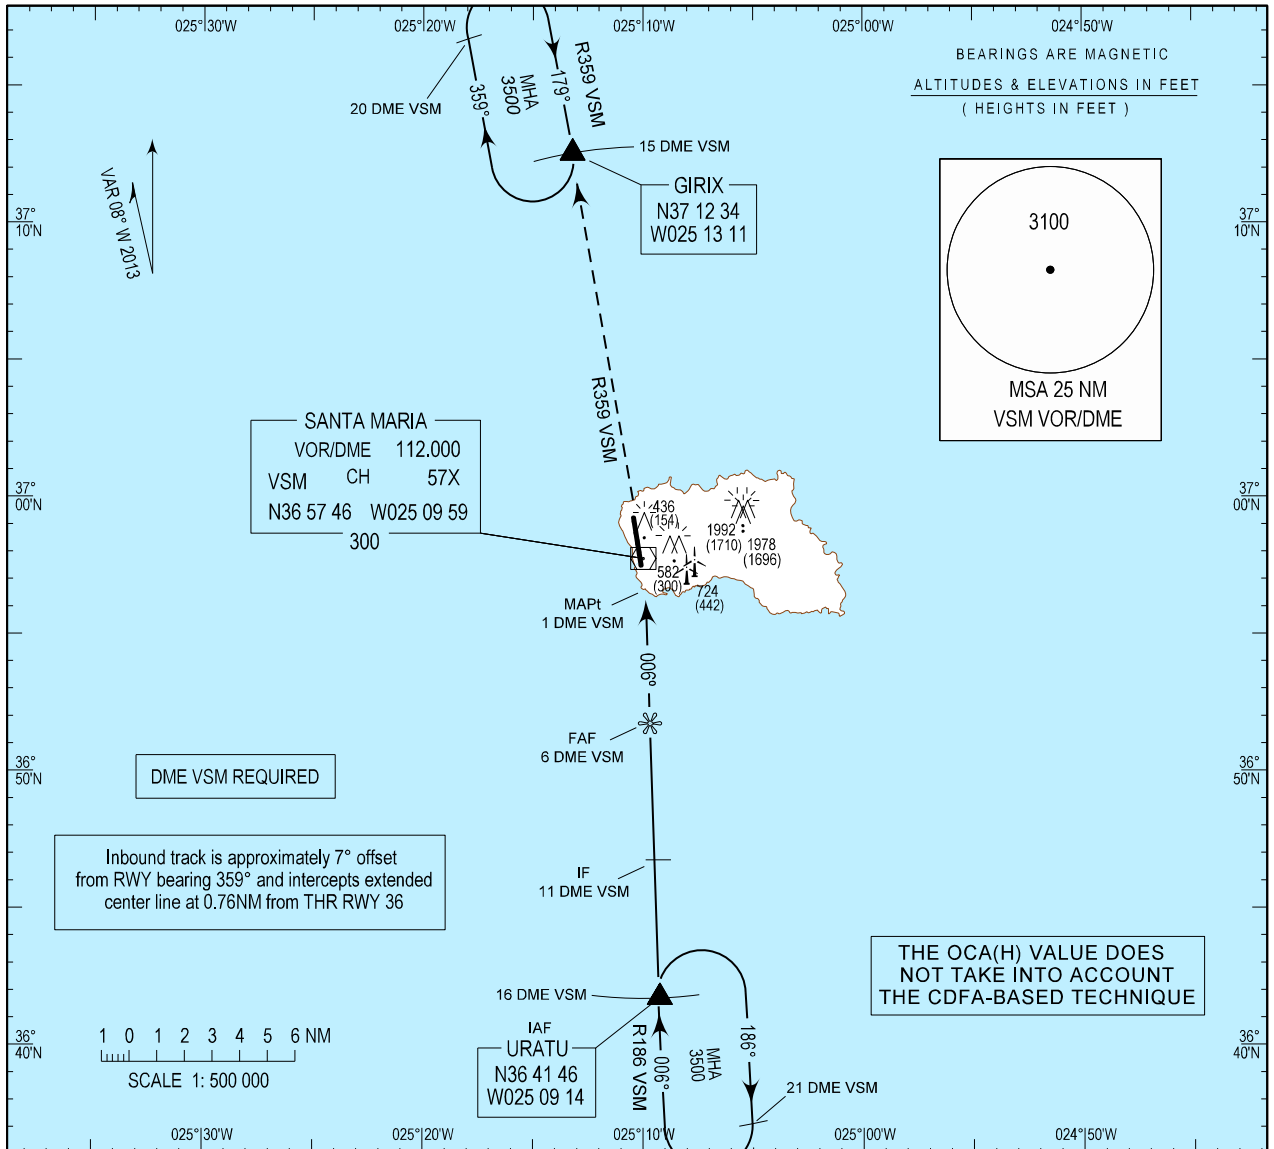 025°30'W
025°20'W
025°10'W
025°00'W
024°50'W
BEARINGS ARE MAGNETIC
ALTITUDES & ELEVATIONS IN FEET
( HEIGHTS IN FEET )
20 DME VSM
359°
MHA
3500
179°
R359 VSM
15 DME VSM
GIRIX
N37 12 34
W025 13 11
VAR 08° W 2013
37°
10'N
37°
10'N
3100
MSA 25 NM
VSM VOR/DME
R359 VSM
SANTA MARIA
VOR/DME 112.000
VSM CH 57X
N36 57 46 W025 09 59
300
37°
00'N
37°
00'N
436
(154)
1992
(1710)
1978
(1696)
582
(300)
724
(442)
MAPt
1 DME VSM
006°
FAF
6 DME VSM
36°
50'N
36°
50'N
DME VSM REQUIRED
Inbound track is approximately 7° offset
from RWY bearing 359° and intercepts extended
center line at 0.76NM from THR RWY 36
IF
11 DME VSM
THE OCA(H) VALUE DOES
NOT TAKE INTO ACCOUNT
THE CDFA-BASED TECHNIQUE
16 DME VSM
IAF
URATU
N36 41 46
W025 09 14
R186 VSM
006°
MHA
3500
186°
21 DME VSM
36°
40'N
36°
40'N
1 0 1 2 3 4 5 6 NM
SCALE 1: 500 000
025°30'W
025°20'W
025°10'W
025°00'W
024°50'W